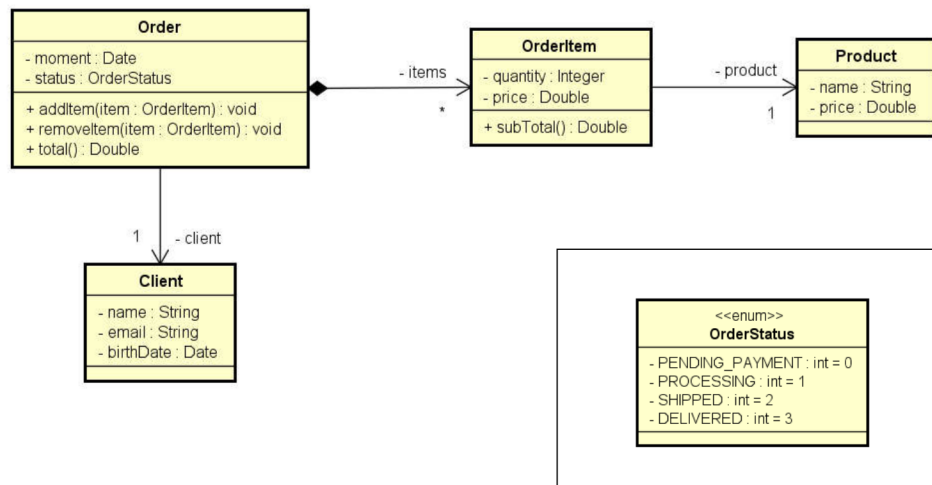 Order
- moment : Date
- status : OrderStatus
+ addItem(item : OrderItem) : void
+ removeItem(item : OrderItem) : void
+ total() : Double
- items
*
OrderItem
- quantity : Integer
- price : Double
+ subTotal() : Double
- product
1
Product
- name : String
- price : Double
1
- client
Client
- name : String
- email : String
- birthDate : Date
<<enum>>
OrderStatus
- PENDING_PAYMENT : int = 0
- PROCESSING : int = 1
- SHIPPED : int = 2
- DELIVERED : int = 3